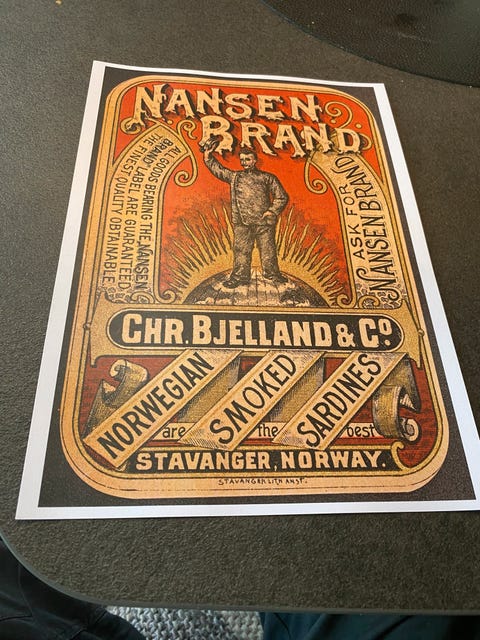 NANSEN
BRAND
ALL GOODS BEARING THE "NANSEN
BRAND" LABEL ARE GUARANTEED
THE FINEST QUALITY OBTAINABLE
ASK FOR
NANSEN BRAND
CHR. BJELLAND & CO.
NORWEGIAN
SMOKED
SARDINES
are the best
STAVANGER, NORWAY.
STAVANGER LITH. ANST.